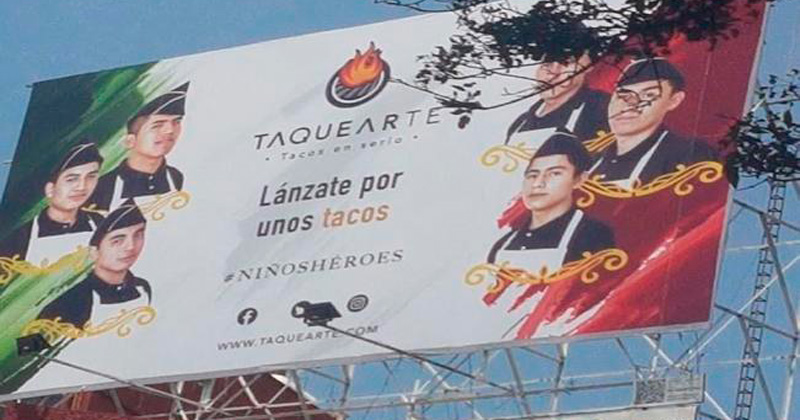 TAQUEARTE
• Tacos en serio •
Lánzate por
unos tacos
#NIÑOSHÉROES
WWW.TAQUEARTE.COM